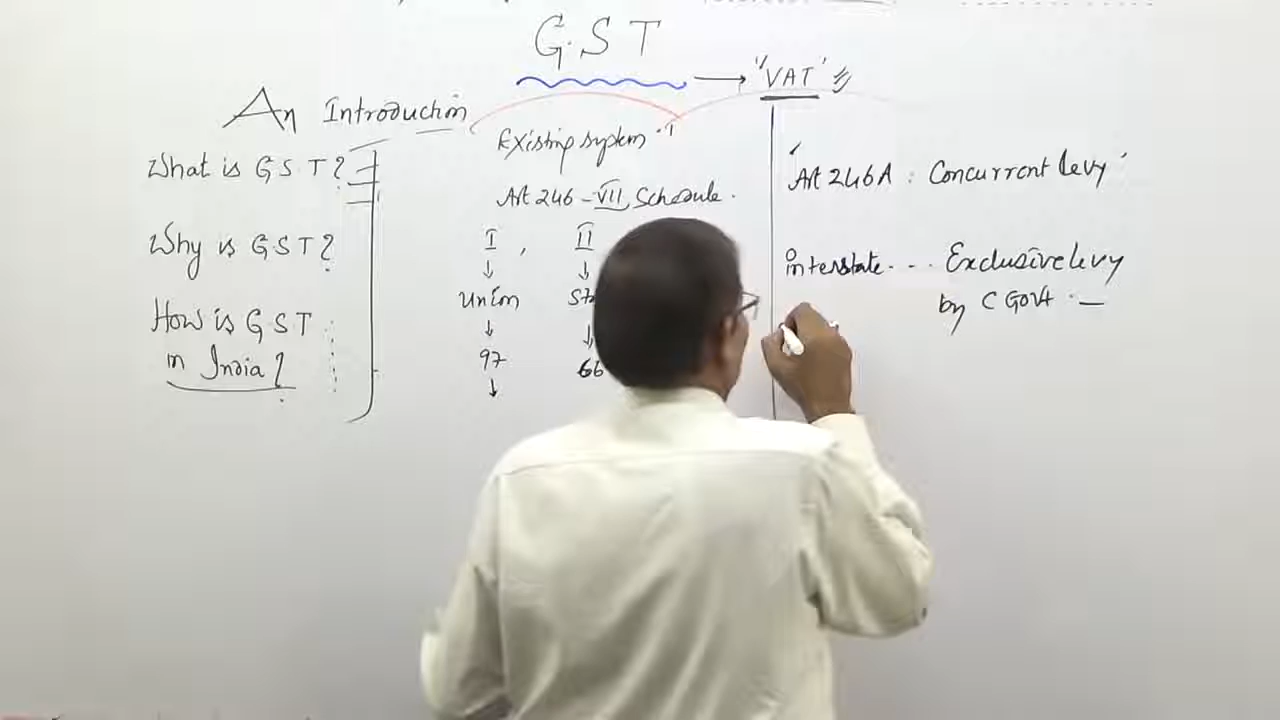 G.S T
→ "VAT"
An Introduction
What is G.S.T?
Why is G.S.T?
How is G.S.T
in India?
Existing system"
Art 246 - VII Schedule.
I , II
↓ ↓
Union
↓ ↓
97 66
↓
'Art 246A : Concurrent levy'
interstate... Exclusive levy
by C Govt. —